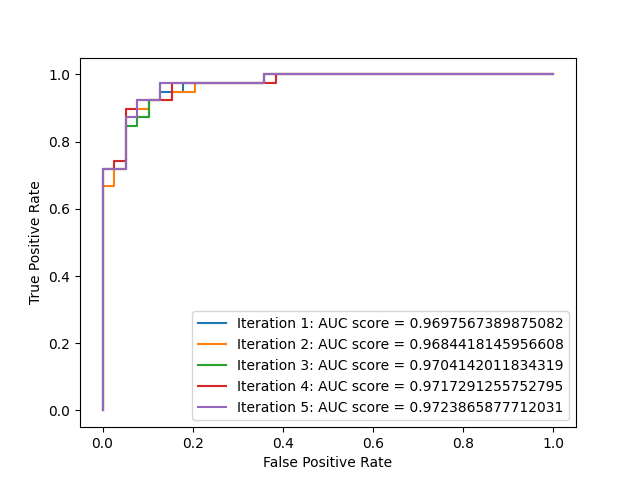 1.0
0.8
0.6
0.4
0.2
0.0
True Positive Rate
Iteration 1: AUC score = 0.9697567389875082
Iteration 2: AUC score = 0.9684418145956608
Iteration 3: AUC score = 0.9704142011834319
Iteration 4: AUC score = 0.9717291255752795
Iteration 5: AUC score = 0.9723865877712031
0.0 0.2 0.4 0.6 0.8 1.0
False Positive Rate